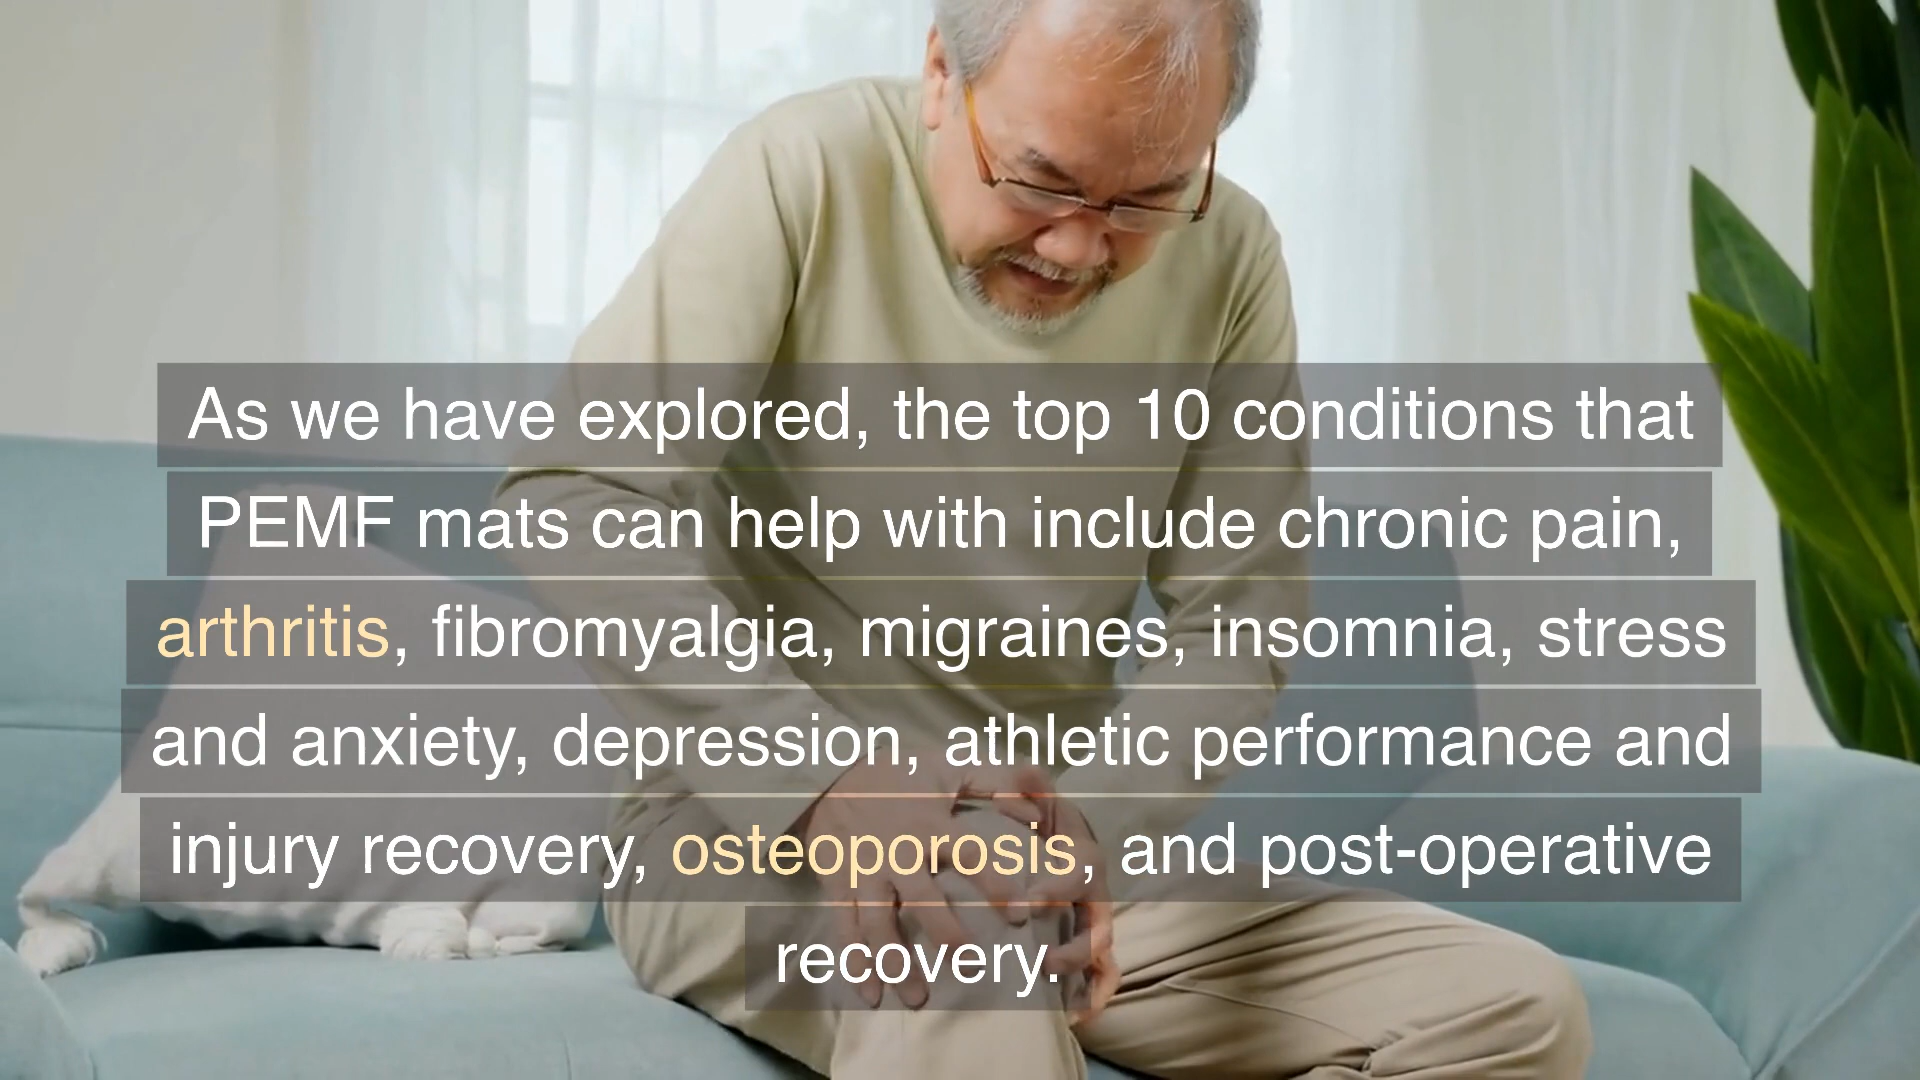 As we have explored, the top 10 conditions that
PEMF mats can help with include chronic pain,
arthritis, fibromyalgia, migraines, insomnia, stress
and anxiety, depression, athletic performance and
injury recovery, osteoporosis, and post-operative
recovery.